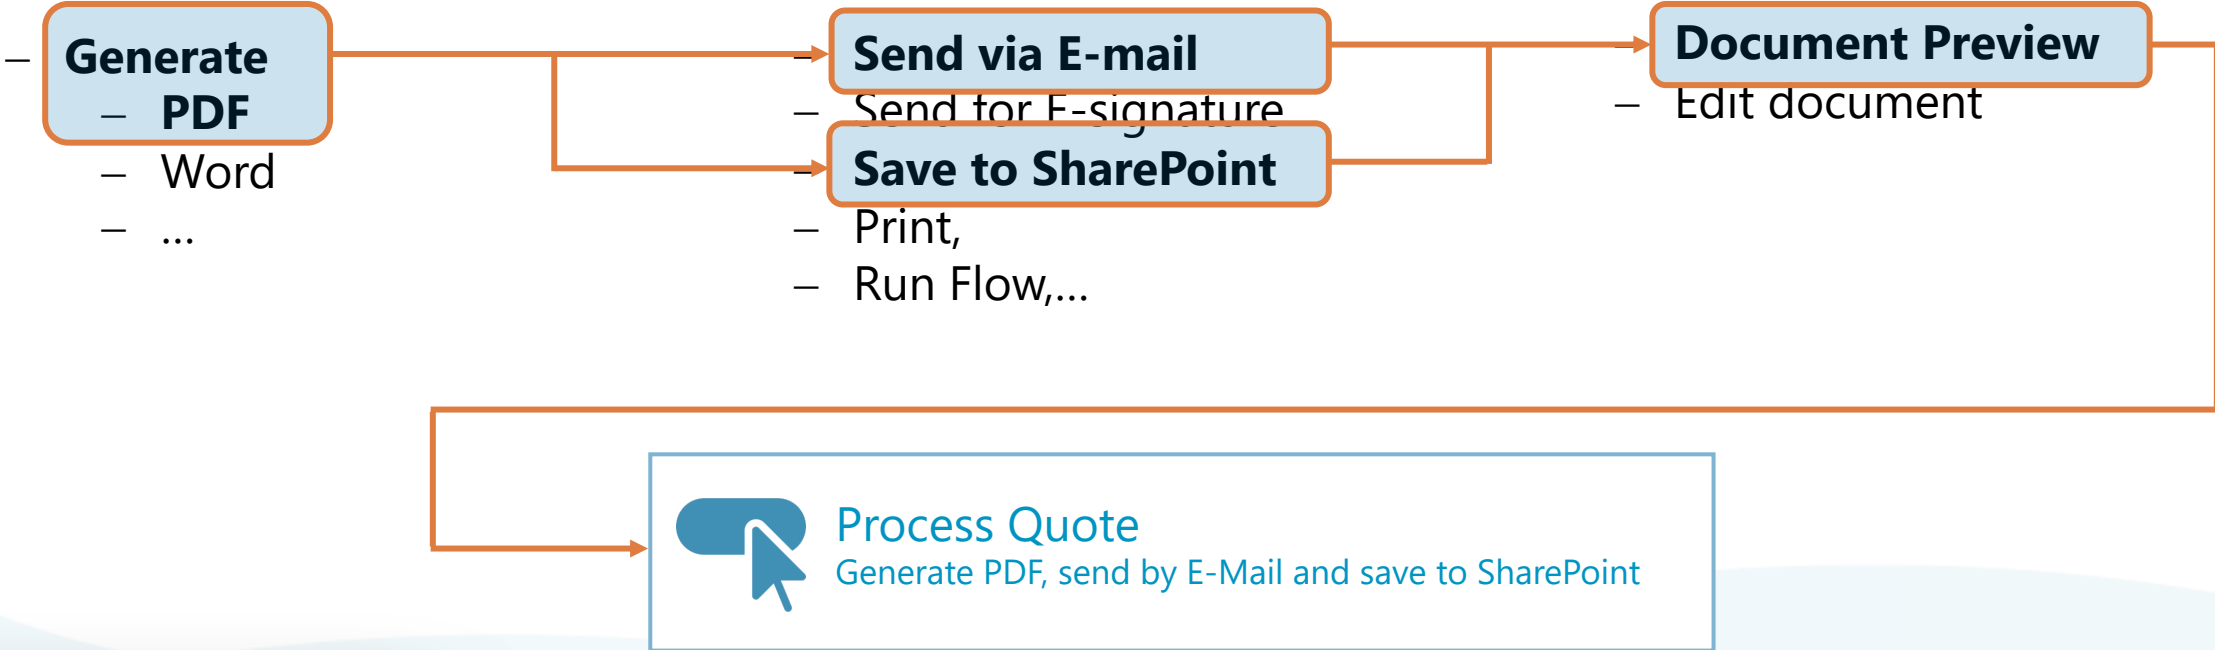 – Generate
– PDF
– Word
– ...
– Send via E-mail
– Send for E-signature
– Save to SharePoint
– Print,
– Run Flow,...
– Document Preview
– Edit document
Process Quote
Generate PDF, send by E-Mail and save to SharePoint